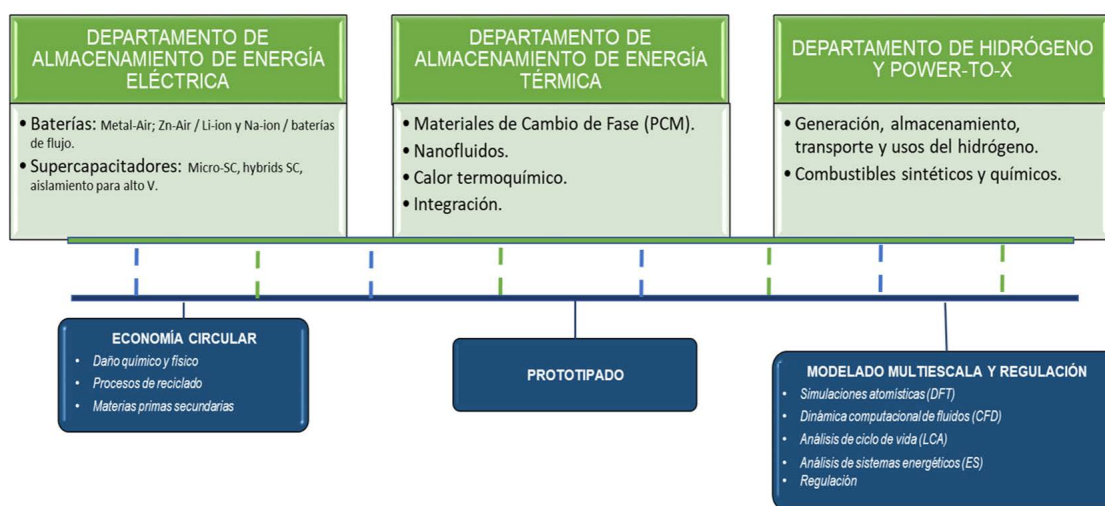 DEPARTAMENTO DE
ALMACENAMIENTO DE ENERGÍA
ELÉCTRICA
• Baterías: Metal-Air; Zn-Air / Li-ion y Na-ion / baterías
de flujo.
• Supercapacitadores: Micro-SC, hybrids SC,
aislamiento para alto V.
DEPARTAMENTO DE
ALMACENAMIENTO DE ENERGÍA
TÉRMICA
• Materiales de Cambio de Fase (PCM).
• Nanofluidos.
• Calor termoquímico.
• Integración.
DEPARTAMENTO DE HIDRÓGENO
Y POWER-TO-X
• Generación, almacenamiento,
transporte y usos del hidrógeno.
• Combustibles sintéticos y químicos.
ECONOMÍA CIRCULAR
• Daño químico y físico
• Procesos de reciclado
• Materias primas secundarias
PROTOTIPADO
MODELADO MULTIESCALA Y REGULACIÓN
• Simulaciones atomísticas (DFT)
• Dinámica computacional de fluidos (CFD)
• Análisis de ciclo de vida (LCA)
• Análisis de sistemas energéticos (ES)
• Regulación